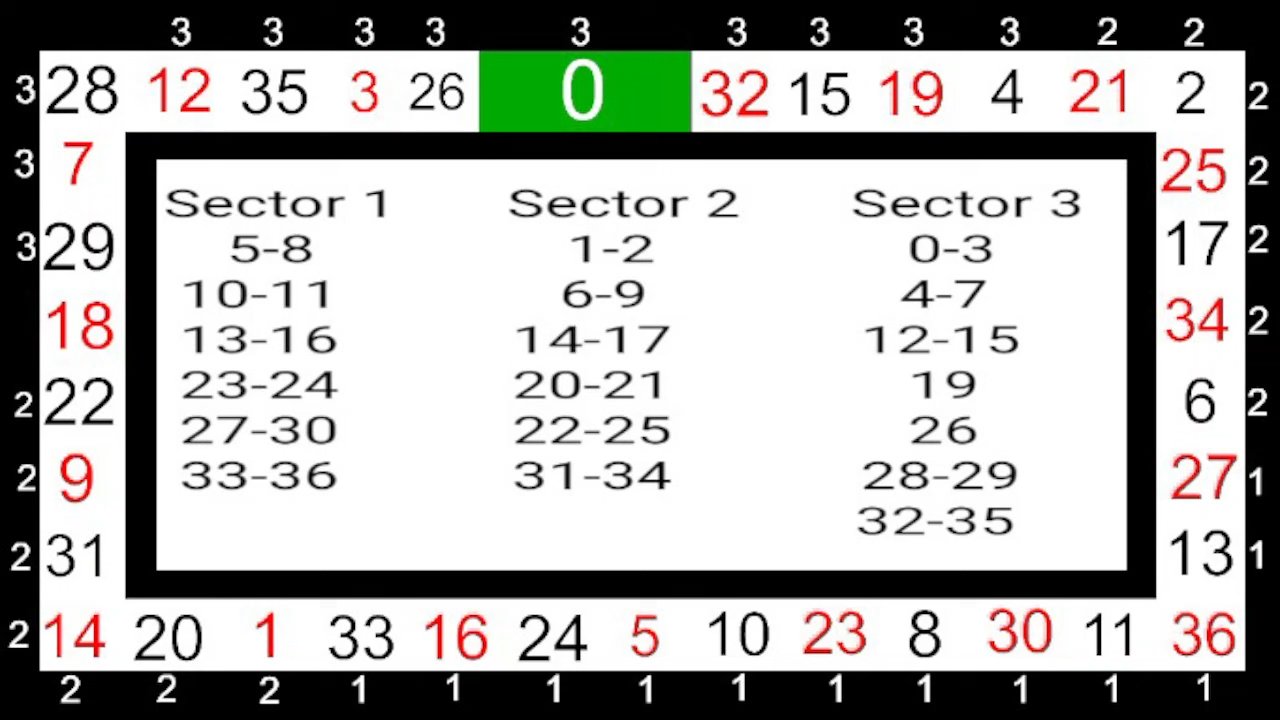 3 3 3 3 3 3 3 3 3 2 2
3 28 12 35 3 26 0 32 15 19 4 21 2 2
3 7 25 2
Sector 1 Sector 2 Sector 3
3 29 5-8 1-2 0-3 17 2
10-11 6-9 4-7
18 13-16 14-17 12-15 34 2
2 22 23-24 20-21 19 6 2
27-30 22-25 26
2 9 33-36 31-34 28-29 27 1
32-35
2 31 13 1
2 14 20 1 33 16 24 5 10 23 8 30 11 36
2 2 2 1 1 1 1 1 1 1 1 1 1